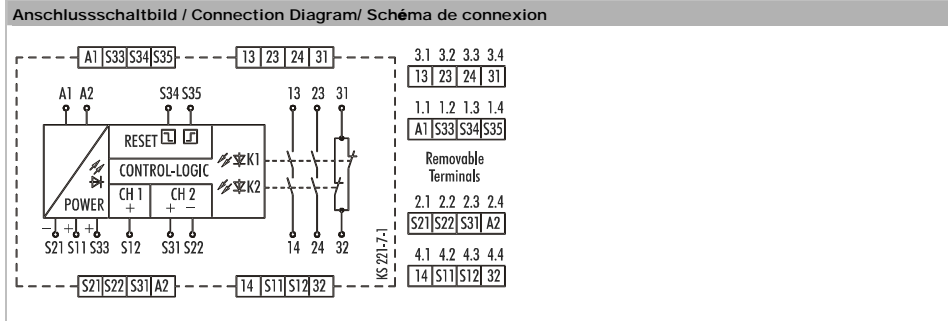 Anschlussschaltbild / Connection Diagram/ Schéma de connexion
A1 S33 S34 S35 13 23 24 31
3.1 3.2 3.3 3.4
13 23 24 31
A1 A2 S34 S35 13 23 31
1.1 1.2 1.3 1.4
A1 S33 S34 S35
RESET
Removable
Terminals
K1
CONTROL-LOGIC
K2
POWER
CH 1 CH 2
+ + −
2.1 2.2 2.3 2.4
S21 S22 S31 A2
− + +
S21 S11 S33 S12 S31 S22 14 24 32
KS 221-7-1
4.1 4.2 4.3 4.4
14 S11 S12 32
S21 S22 S31 A2 14 S11 S12 32